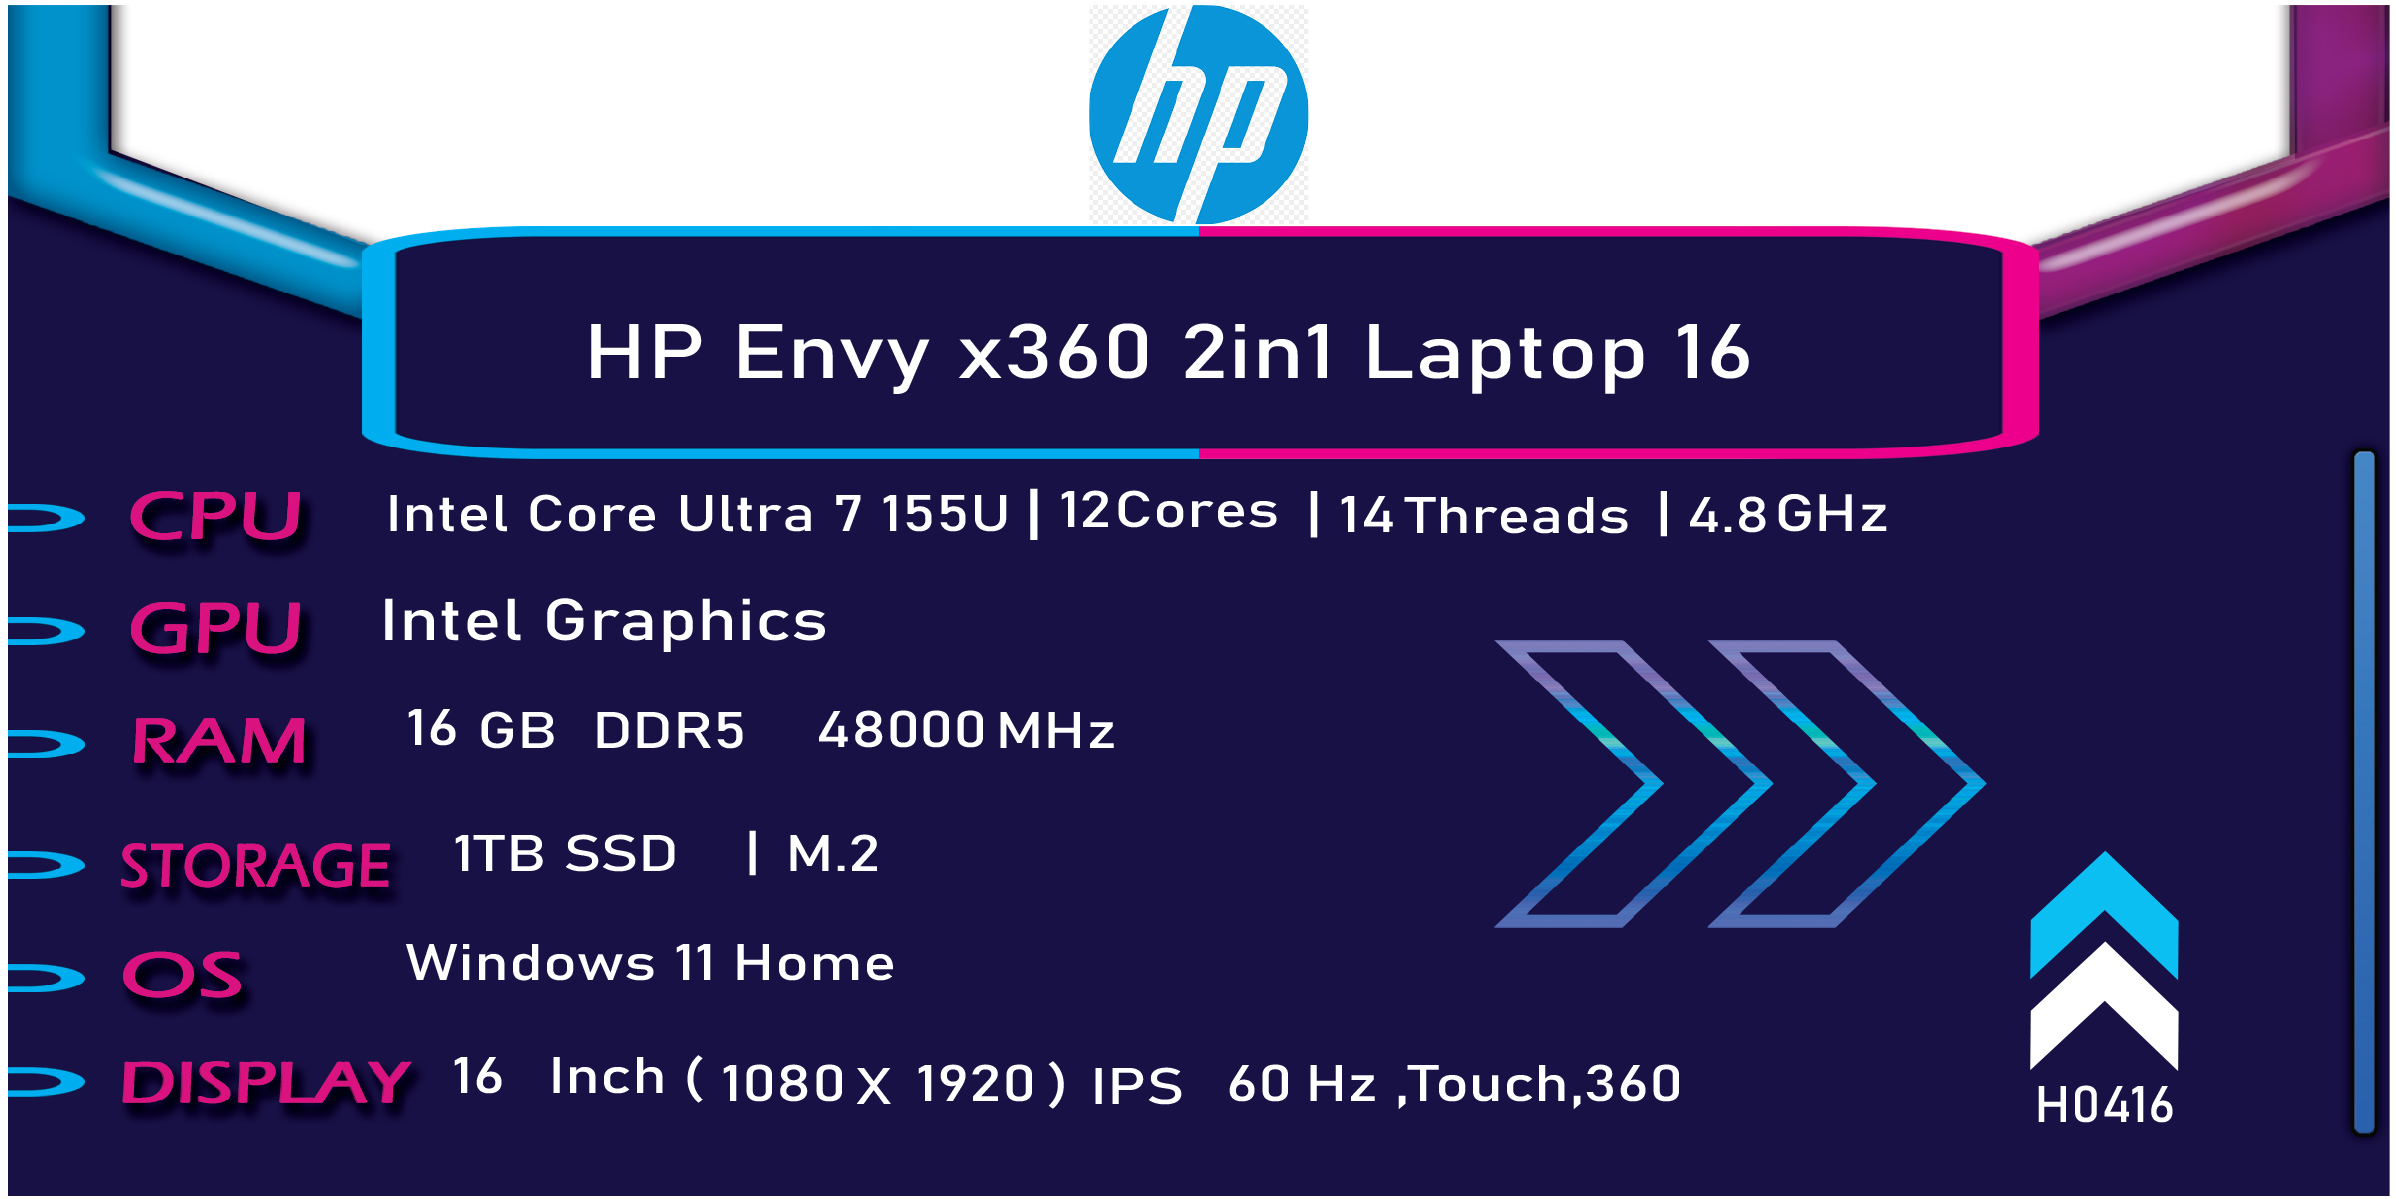 hp
HP Envy x360 2in1 Laptop 16
CPU Intel Core Ultra 7 155U | 12 Cores | 14 Threads | 4.8 GHz
GPU Intel Graphics
RAM 16 GB DDR5 48000 MHz
STORAGE 1TB SSD | M.2
OS Windows 11 Home
DISPLAY 16 Inch ( 1080 X 1920 ) IPS 60 Hz ,Touch,360
H0416